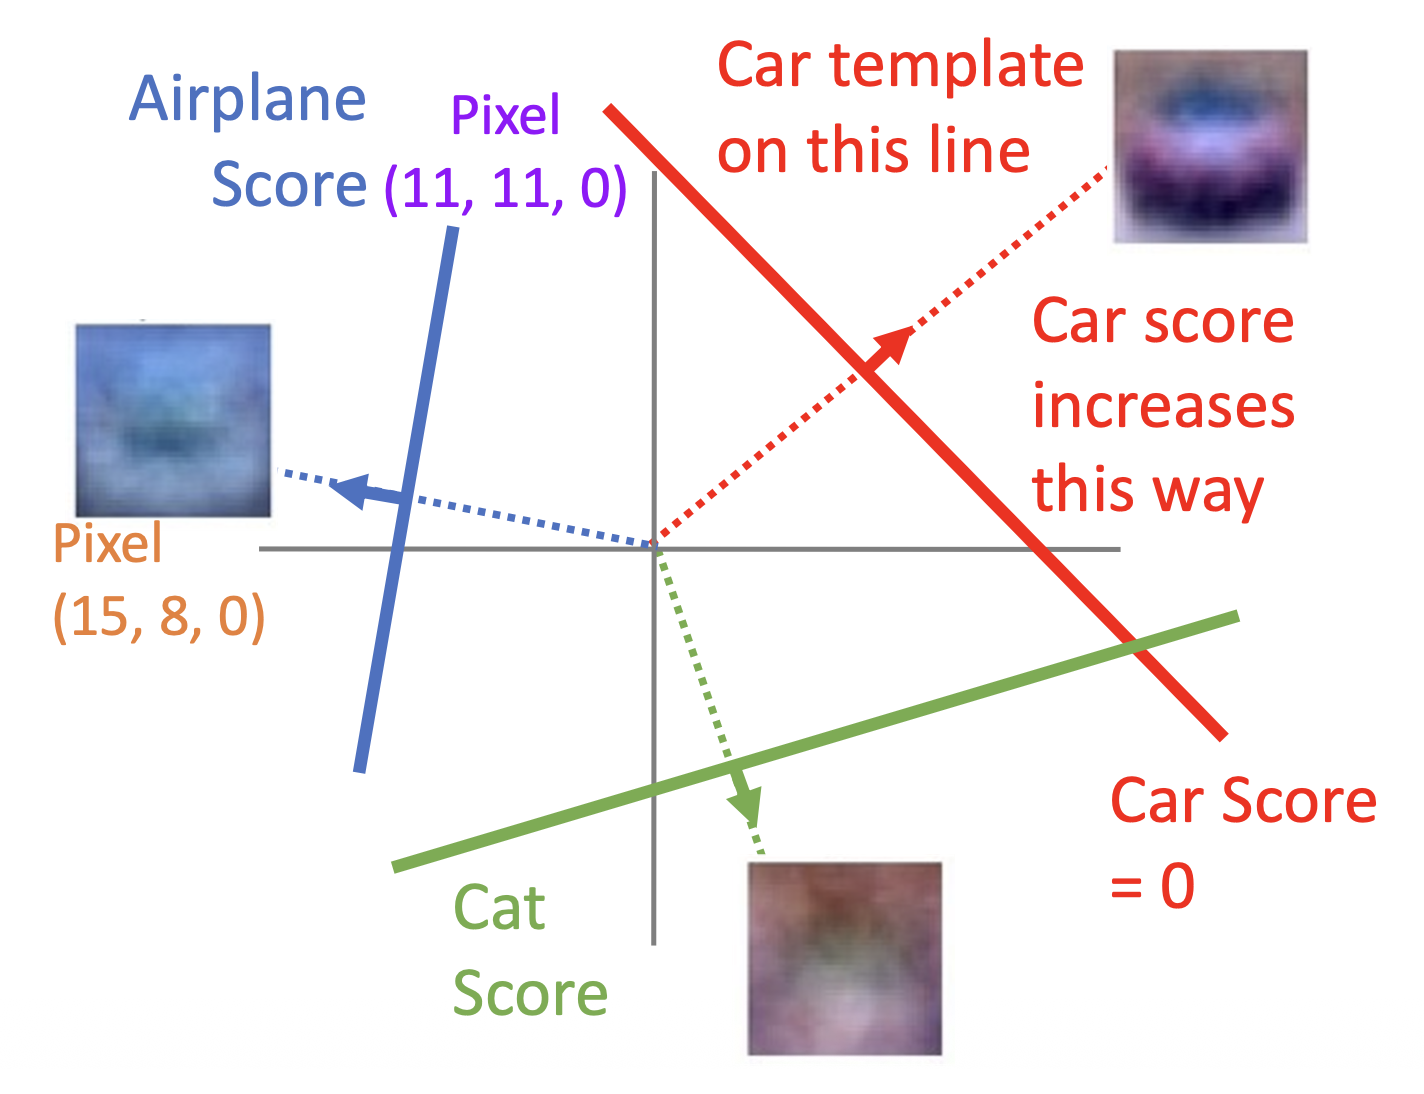 Airplane
Score
Pixel
(11, 11, 0)
Car template
on this line
Car score
increases
this way
Pixel
(15, 8, 0)
Car Score
= 0
Cat
Score